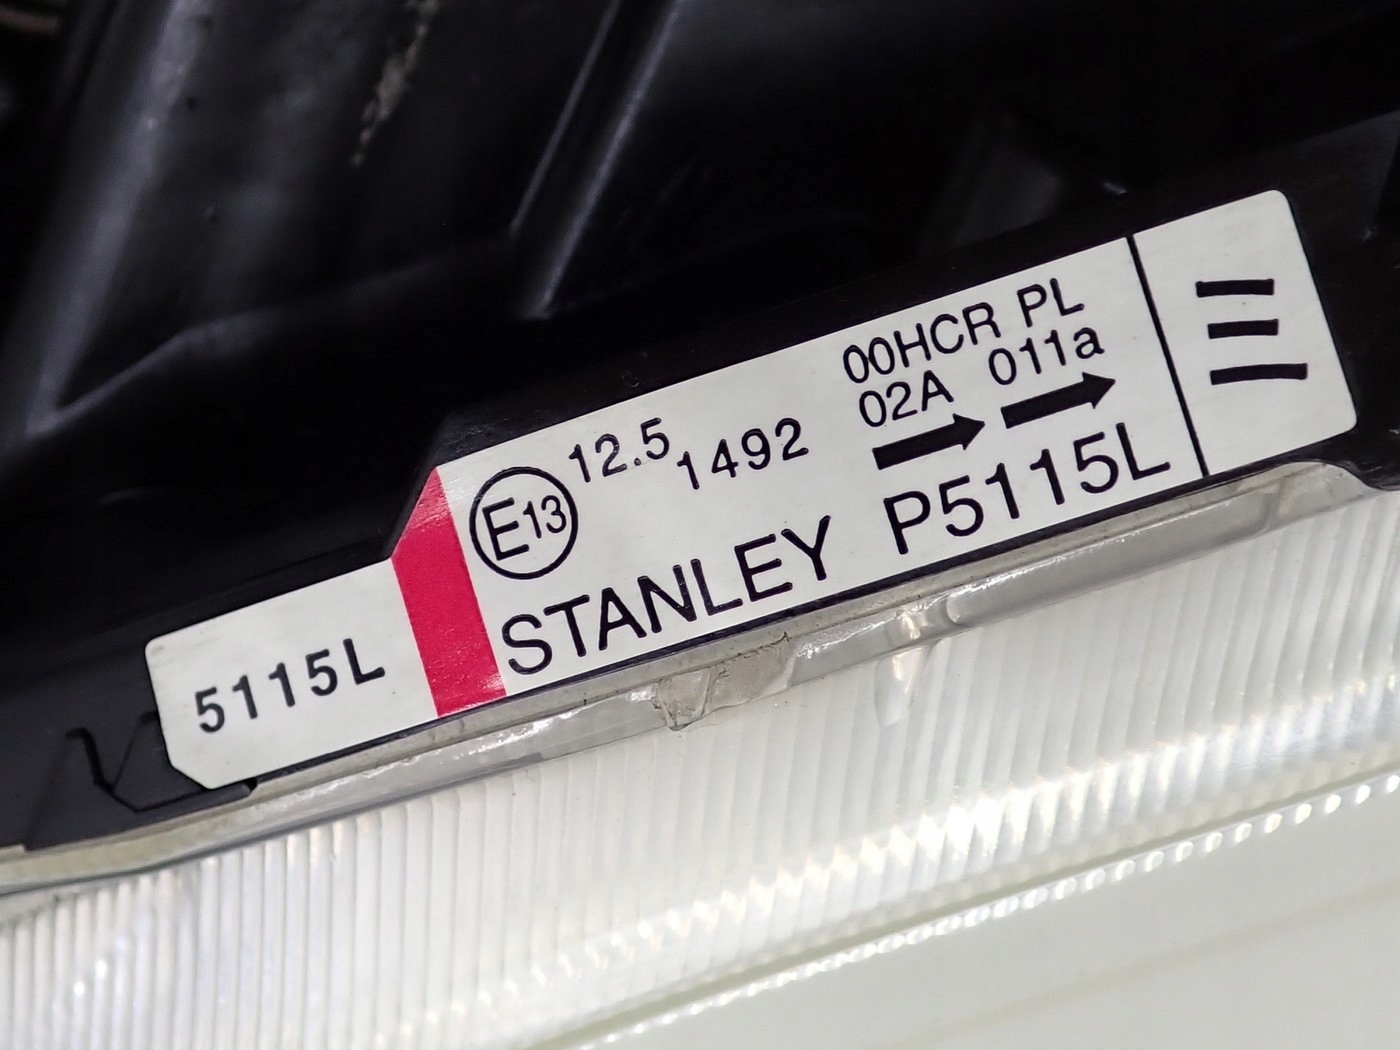 5115L
E13
12.5
1492
00HCR PL
02A 011a
STANLEY P5115L